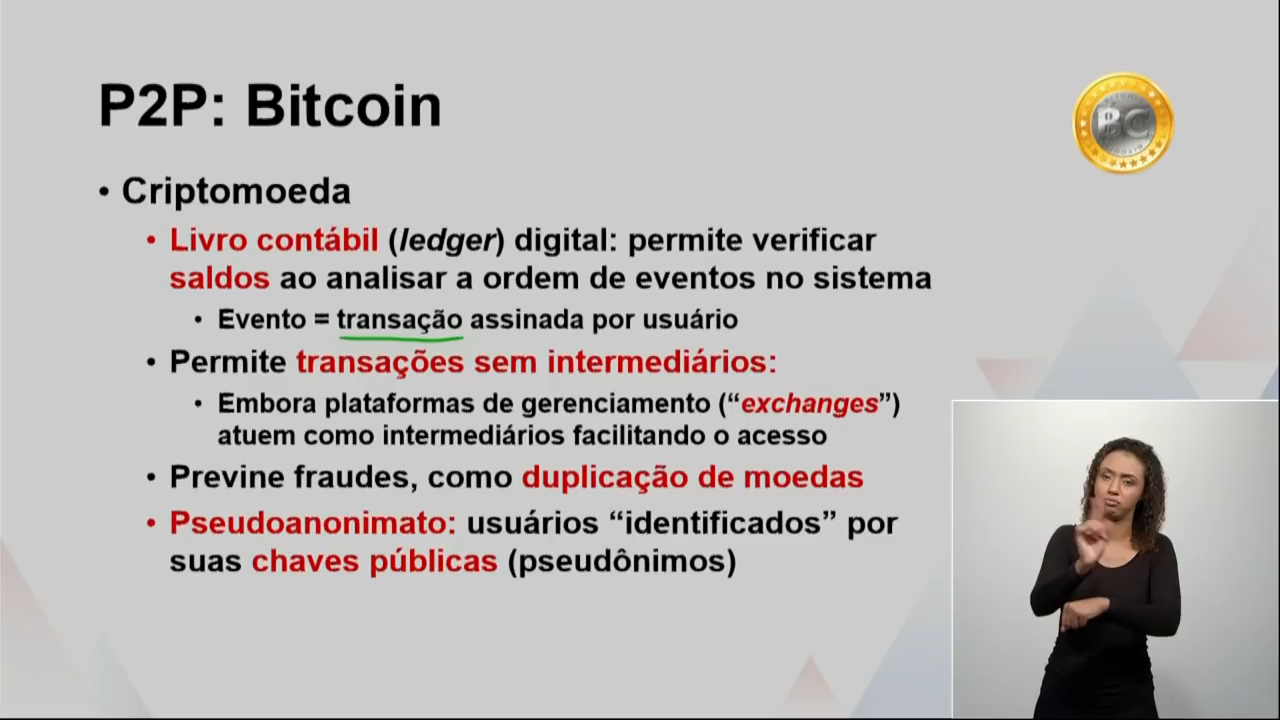 P2P: Bitcoin
BC
• Criptomoeda
• Livro contábil (ledger) digital: permite verificar
saldos ao analisar a ordem de eventos no sistema
• Evento = transação assinada por usuário
• Permite transações sem intermediários:
• Embora plataformas de gerenciamento (“exchanges”)
atuem como intermediários facilitando o acesso
• Previne fraudes, como duplicação de moedas
• Pseudoanonimato: usuários “identificados” por
suas chaves públicas (pseudônimos)